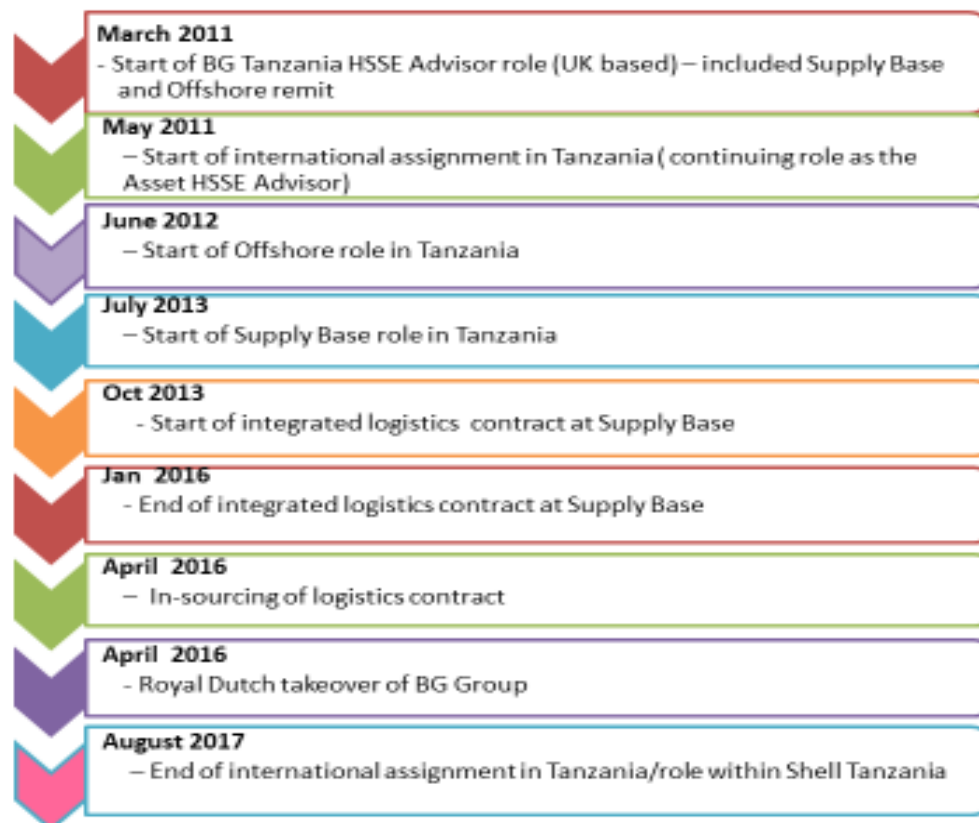 March 2011
- Start of BG Tanzania HSSE Advisor role (UK based) – included Supply Base
and Offshore remit
May 2011
– Start of international assignment in Tanzania( continuing role as the
Asset HSSE Advisor)
June 2012
– Start of Offshore role in Tanzania
July 2013
– Start of Supply Base role in Tanzania
Oct 2013
- Start of integrated logistics contract at Supply Base
Jan 2016
- End of integrated logistics contract at Supply Base
April 2016
– In-sourcing of logistics contract
April 2016
- Royal Dutch takeover of BG Group
August 2017
– End of international assignment in Tanzania/role within Shell Tanzania